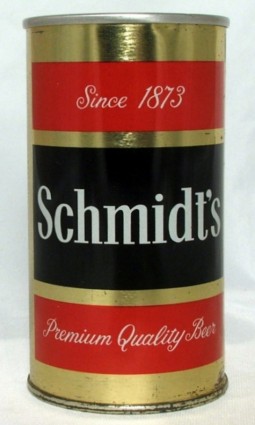 Since 1873
Schmidt's
Premium Quality Beer